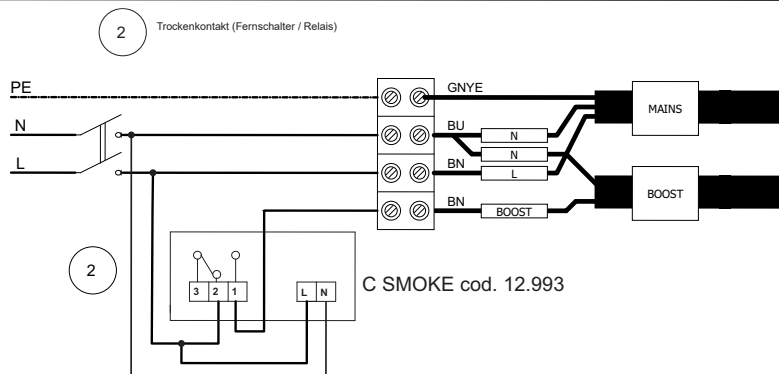 2
Trockenkontakt (Fernschalter / Relais)
PE
GNYE
MAINS
N
BU
N
N
L
BN
L
BOOST
BN
BOOST
2
3 2 1
L N
C SMOKE cod. 12.993